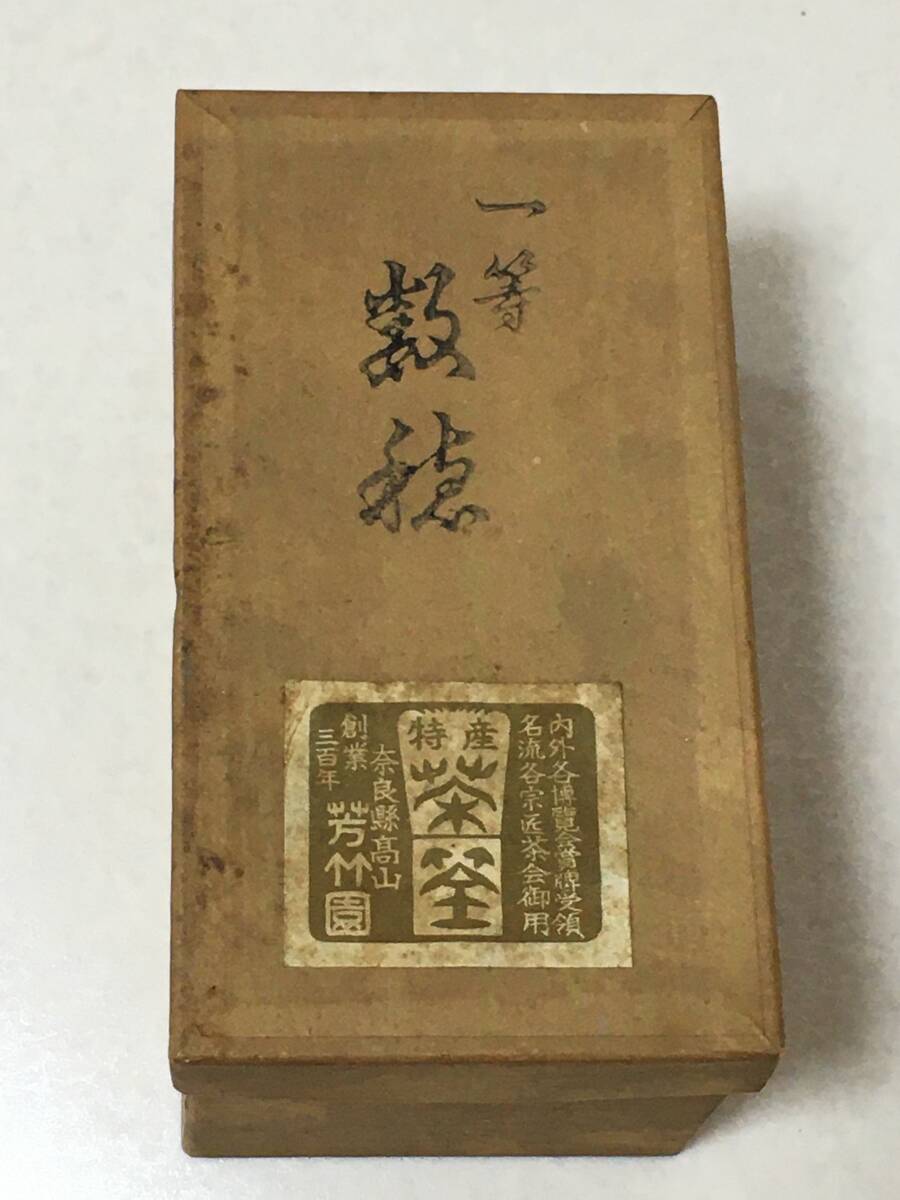 一等
数穂
内外各博覧会賞牌受領
名流各宗匠茶会御用
特産
茶筌
奈良縣髙山
創業
三百年
芳竹園